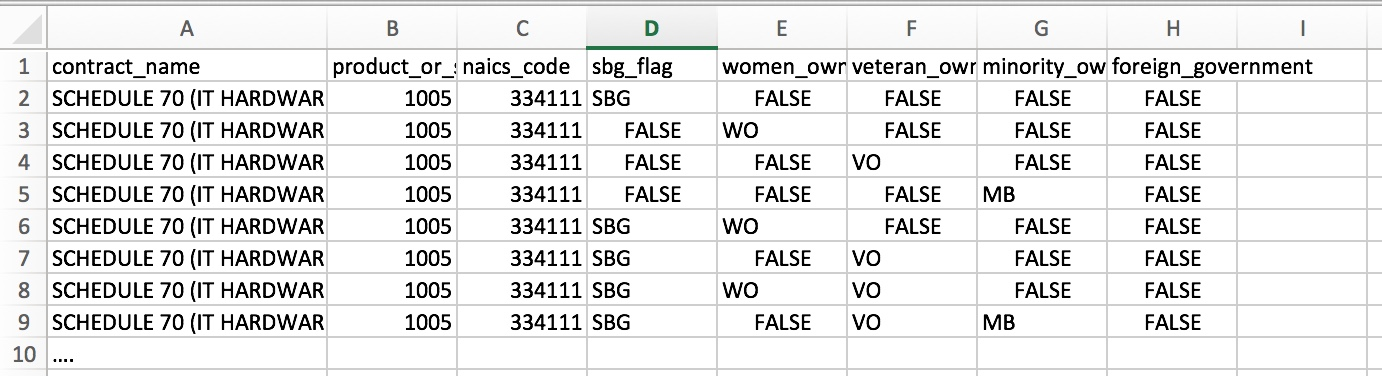 A B C D E F G H I
1 contract_name product_or_s naics_code sbg_flag women_own veteran_own minority_ow foreign_government
2 SCHEDULE 70 (IT HARDWAR 1005 334111 SBG FALSE FALSE FALSE FALSE
3 SCHEDULE 70 (IT HARDWAR 1005 334111 FALSE WO FALSE FALSE FALSE
4 SCHEDULE 70 (IT HARDWAR 1005 334111 FALSE FALSE VO FALSE FALSE
5 SCHEDULE 70 (IT HARDWAR 1005 334111 FALSE FALSE FALSE MB FALSE
6 SCHEDULE 70 (IT HARDWAR 1005 334111 SBG WO FALSE FALSE FALSE
7 SCHEDULE 70 (IT HARDWAR 1005 334111 SBG FALSE VO FALSE FALSE
8 SCHEDULE 70 (IT HARDWAR 1005 334111 SBG WO VO FALSE FALSE
9 SCHEDULE 70 (IT HARDWAR 1005 334111 SBG FALSE VO MB FALSE
10 ....